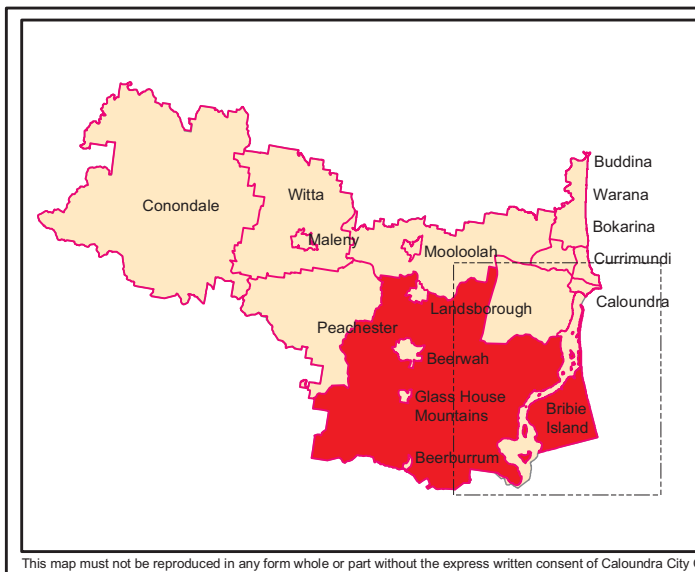 Buddina
Warana
Bokarina
Currimundi
Caloundra
Witta
Conondale
Maleny
Mooloolah
Landsborough
Peachester
Beerwah
Glass House
Mountains
Bribie
Island
Beerburrum
This map must not be reproduced in any form whole or part without the express written consent of Caloundra City